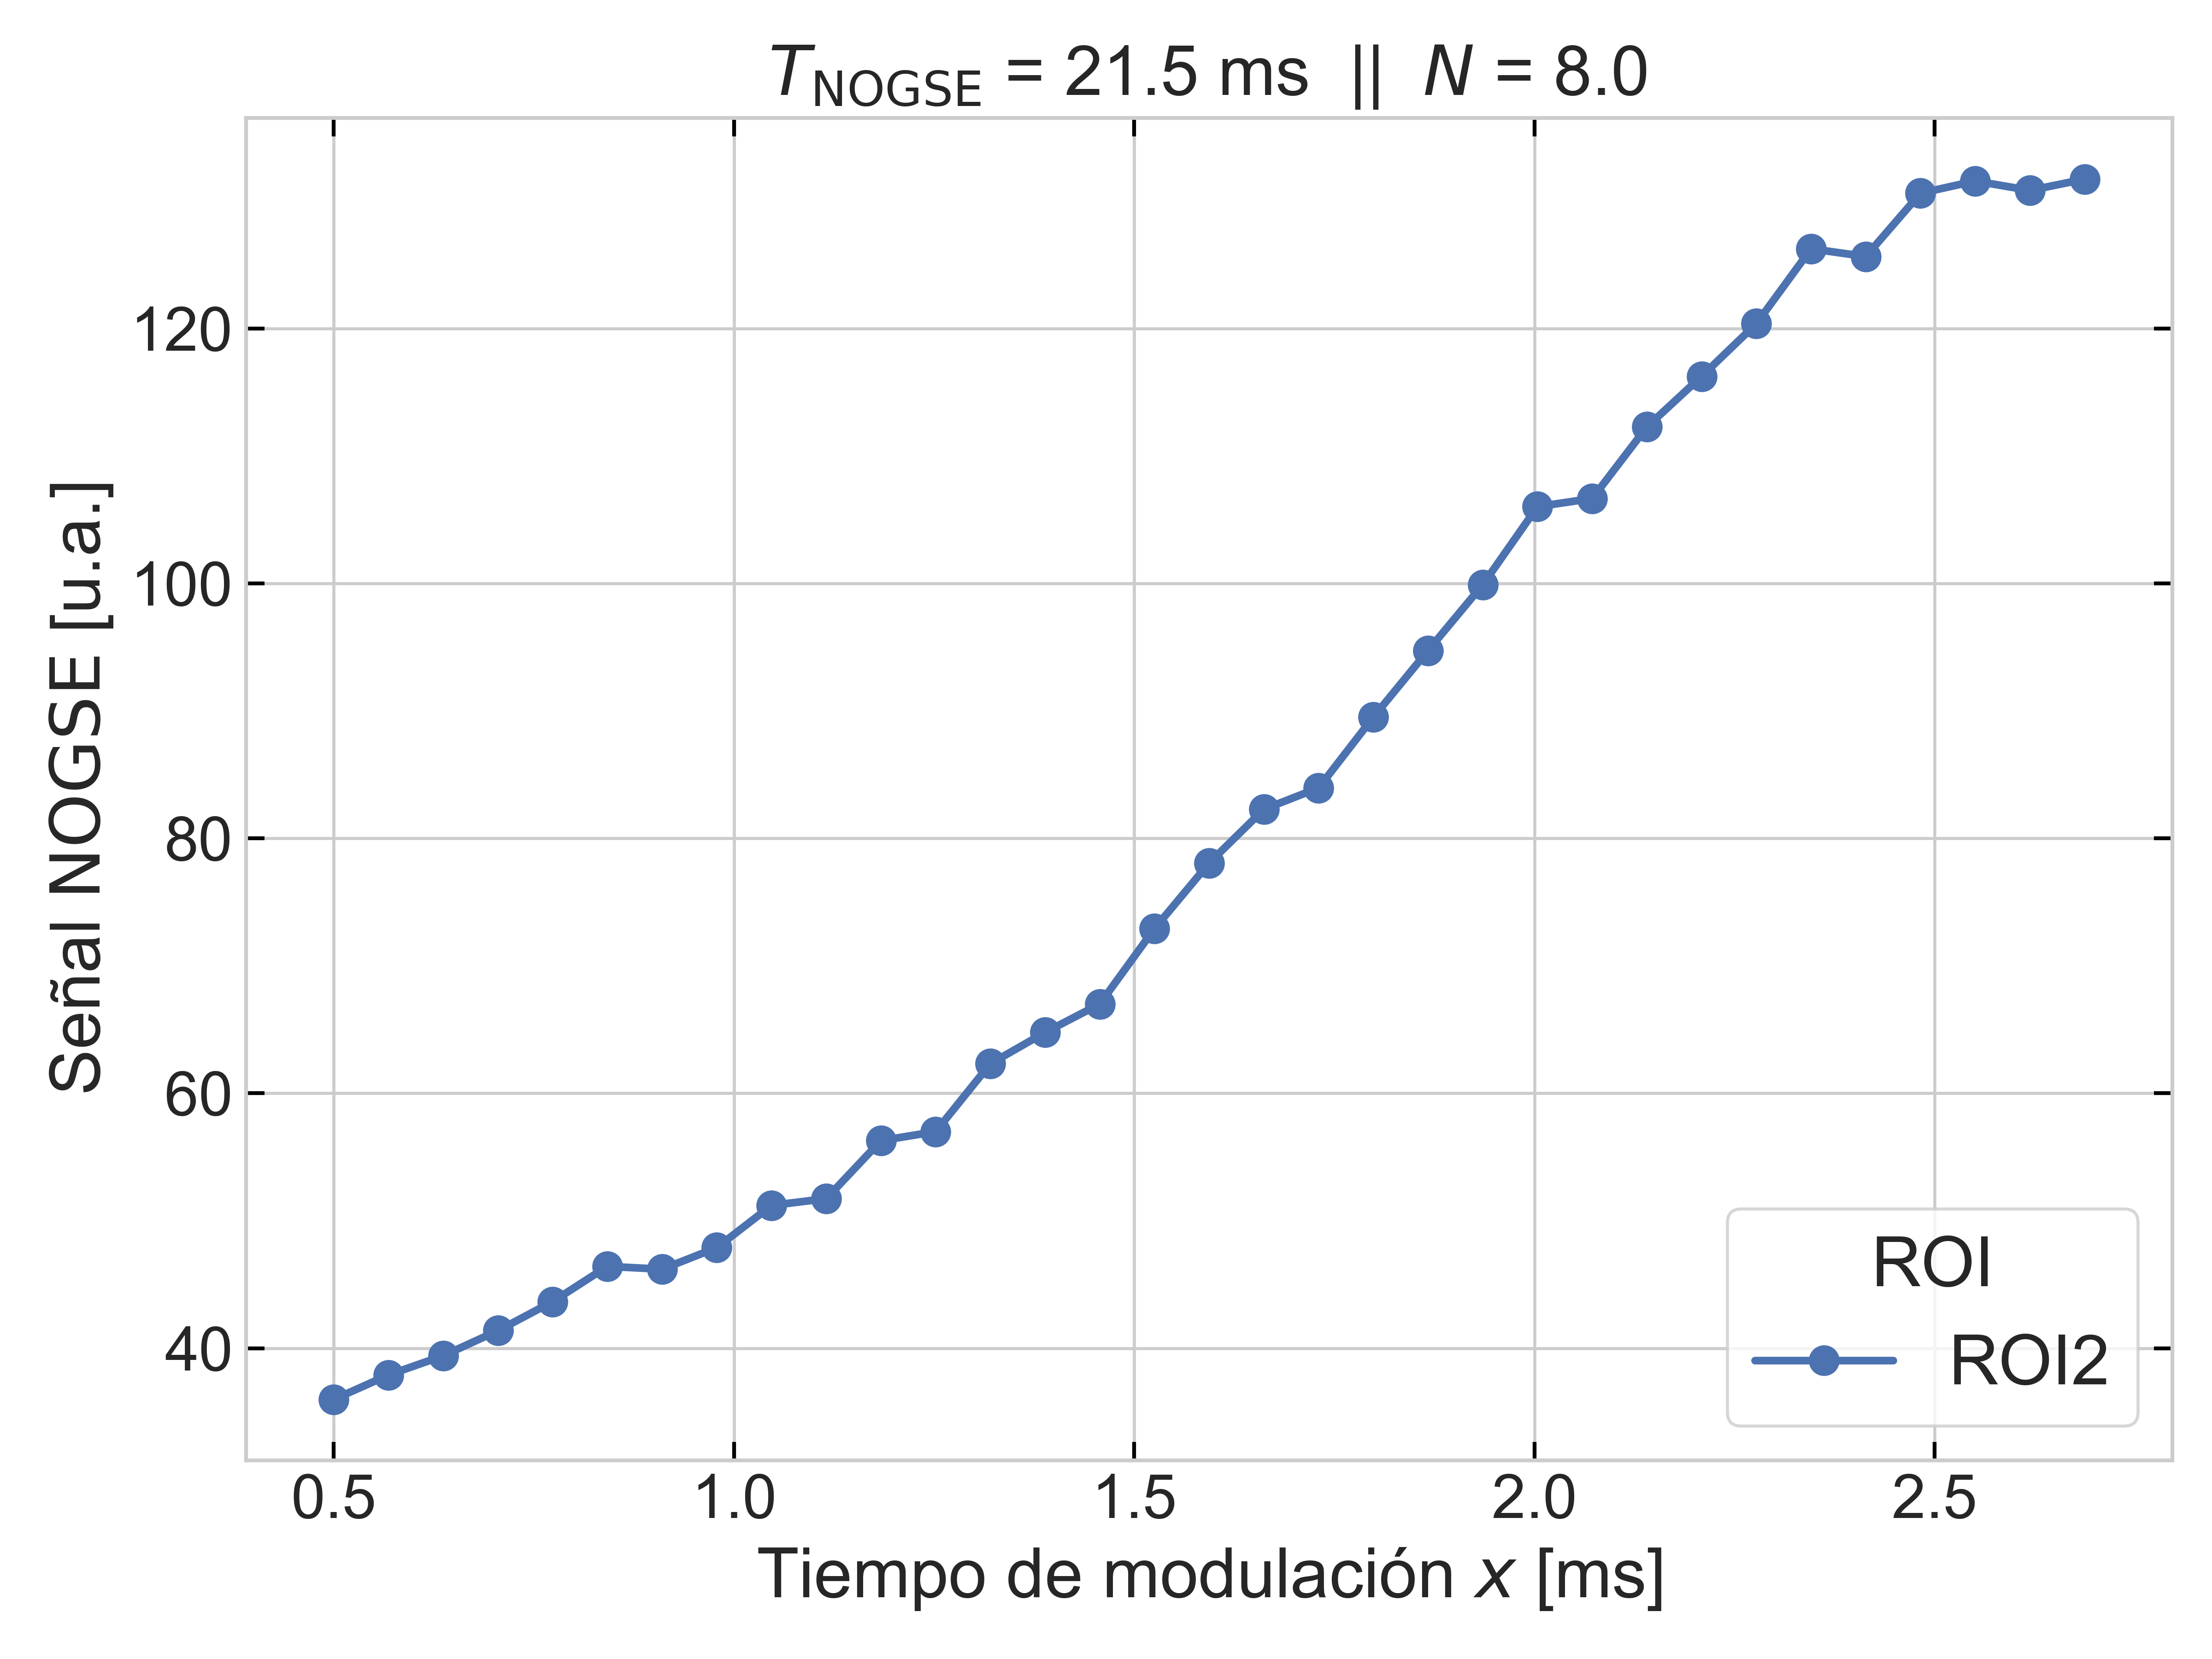 T_NOGSE = 21.5 ms || N = 8.0
Señal NOGSE [u.a.]
120
100
80
60
40
ROI
ROI2
0.5 1.0 1.5 2.0 2.5
Tiempo de modulación x [ms]